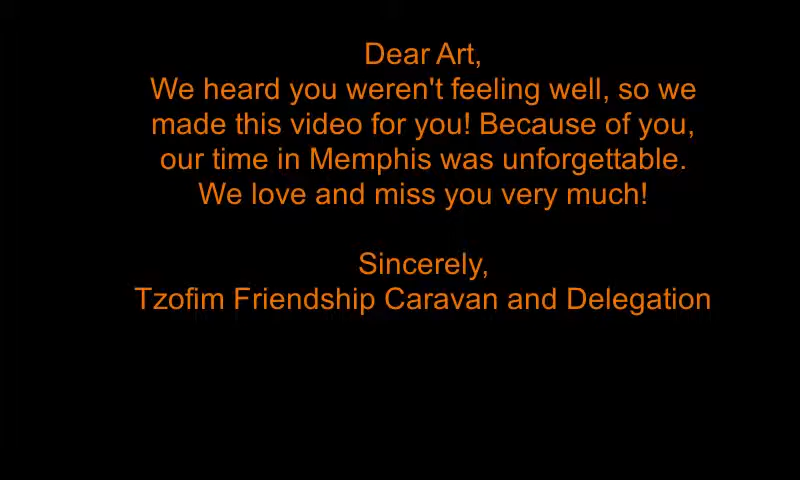 Dear Art,
We heard you weren't feeling well, so we
made this video for you! Because of you,
our time in Memphis was unforgettable.
We love and miss you very much!
Sincerely,
Tzofim Friendship Caravan and Delegation